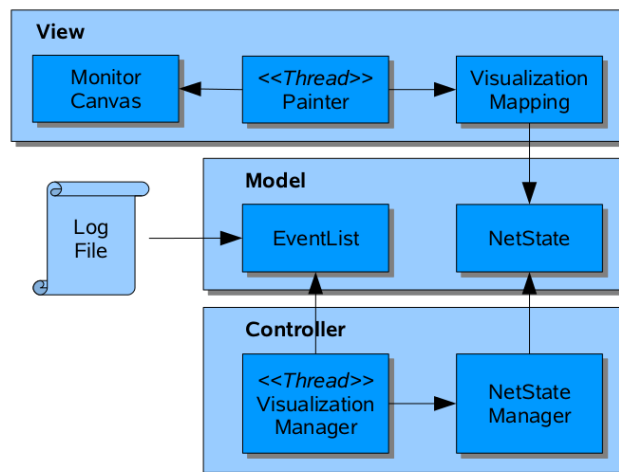 View
Monitor
Canvas
<<Thread>>
Painter
Visualization
Mapping
Model
Log
File
EventList
NetState
Controller
<<Thread>>
Visualization
Manager
NetState
Manager